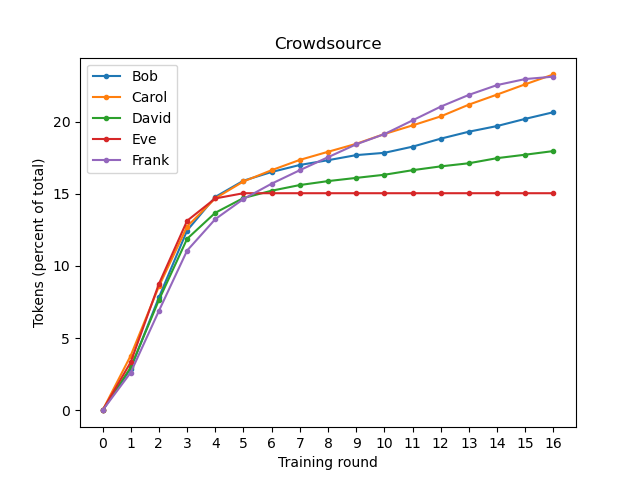 Crowdsource
Bob
Carol
David
Eve
Frank
Tokens (percent of total)
20
15
10
5
0
0 1 2 3 4 5 6 7 8 9 10 11 12 13 14 15 16
Training round